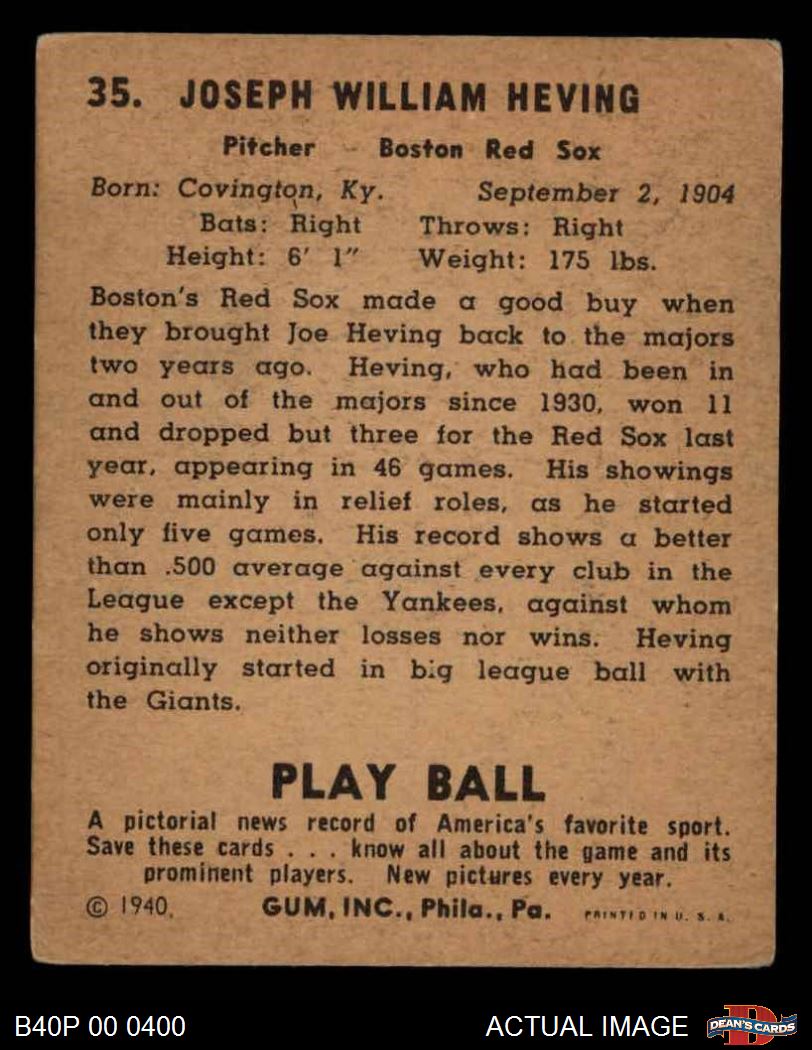 35. JOSEPH WILLIAM HEVING
Pitcher - Boston Red Sox
Born: Covington, Ky. September 2, 1904
Bats: Right Throws: Right
Height: 6' 1" Weight: 175 lbs.
Boston's Red Sox made a good buy when
they brought Joe Heving back to the majors
two years ago. Heving, who had been in
and out of the majors since 1930, won 11
and dropped but three for the Red Sox last
year, appearing in 46 games. His showings
were mainly in relief roles, as he started
only five games. His record shows a better
than .500 average against every club in the
League except the Yankees, against whom
he shows neither losses nor wins. Heving
originally started in big league ball with
the Giants.
PLAY BALL
A pictorial news record of America's favorite sport.
Save these cards . . . know all about the game and its
prominent players. New pictures every year.
© 1940, GUM, INC., Phila., Pa. PRINTED IN U. S. A.
B40P 00 0400 ACTUAL IMAGE D DEAN'S CARDS